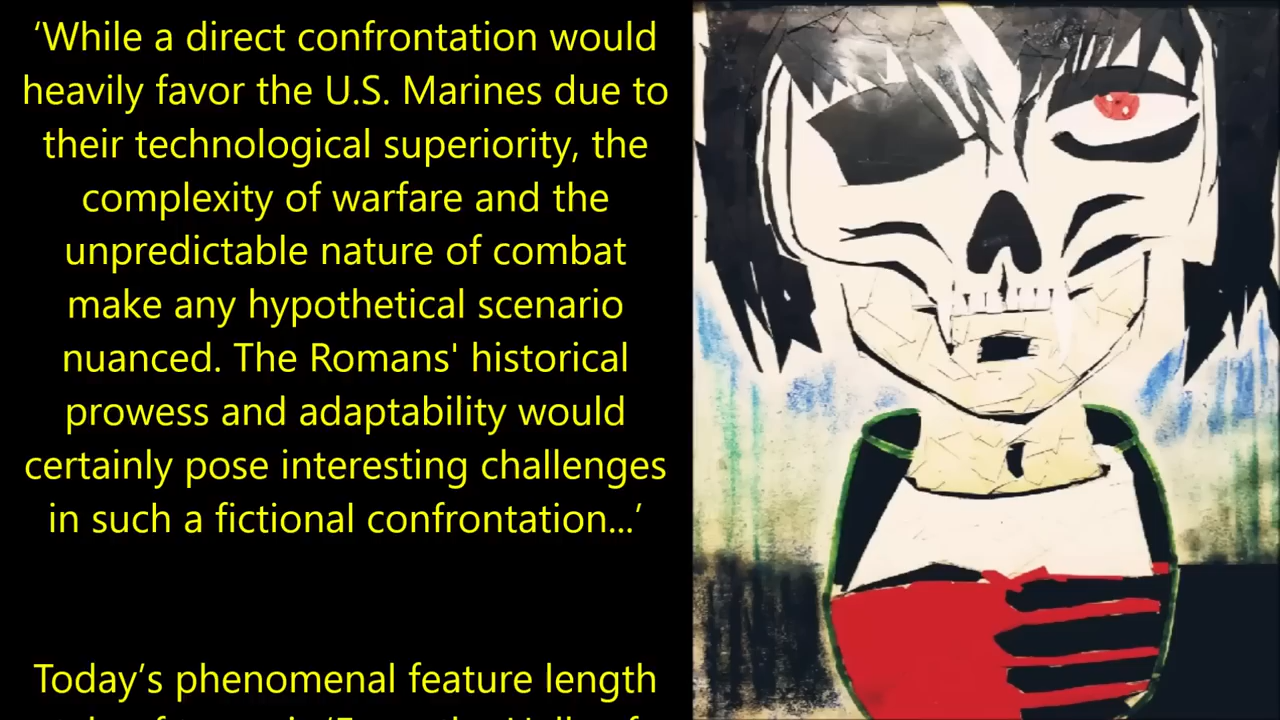 ‘While a direct confrontation would
heavily favor the U.S. Marines due to
their technological superiority, the
complexity of warfare and the
unpredictable nature of combat
make any hypothetical scenario
nuanced. The Romans' historical
prowess and adaptability would
certainly pose interesting challenges
in such a fictional confrontation...’
Today’s phenomenal feature length